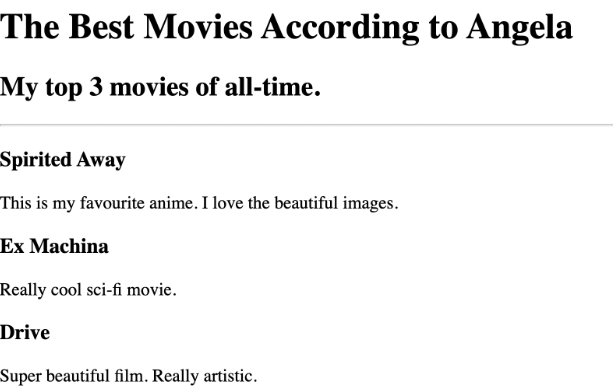 The Best Movies According to Angela
My top 3 movies of all-time.
Spirited Away
This is my favourite anime. I love the beautiful images.
Ex Machina
Really cool sci-fi movie.
Drive
Super beautiful film. Really artistic.